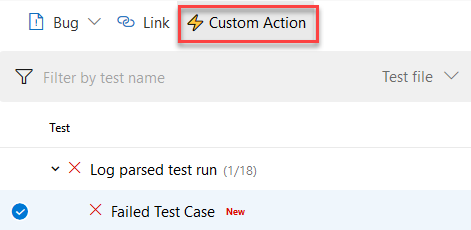 Bug Link Custom Action
Filter by test name Test file
Test
Log parsed test run (1/18)
Failed Test Case New